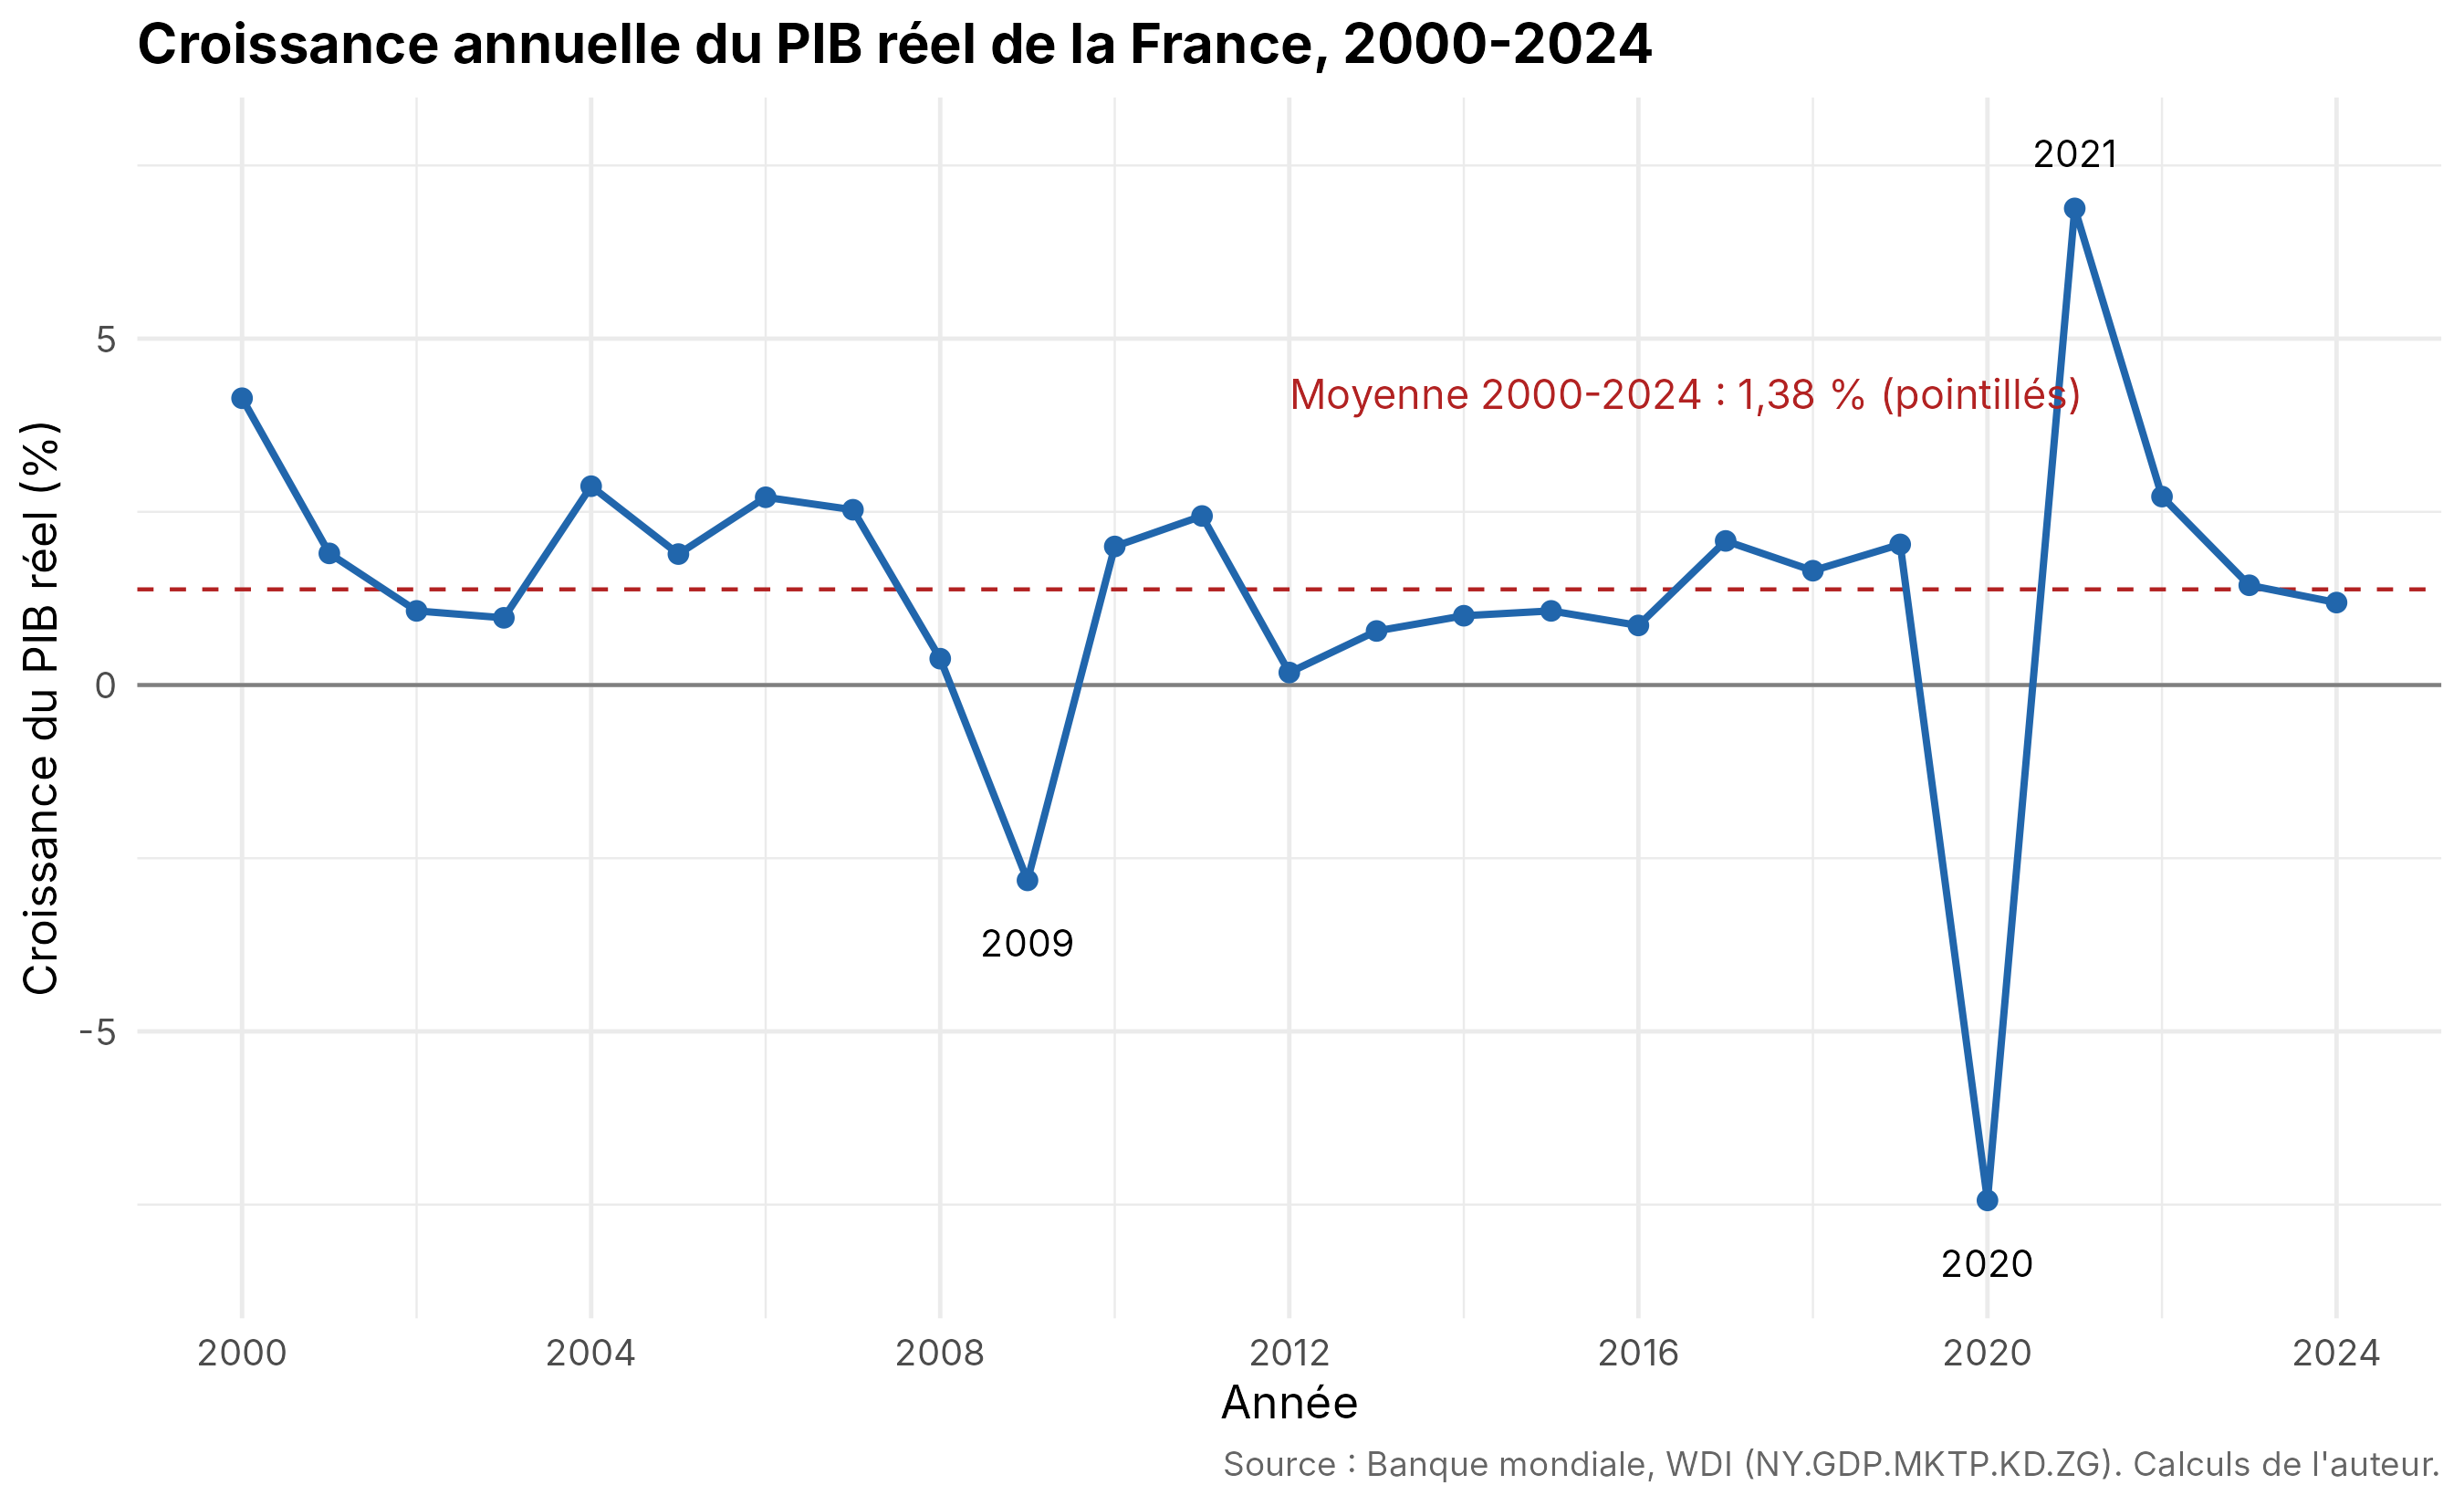 Croissance annuelle du PIB réel de la France, 2000-2024
2021
5
Moyenne 2000-2024 : 1,38 % (pointillés)
Croissance du PIB réel (%)
0
2009
-5
2020
2000 2004 2008 2012 2016 2020 2024
Année
Source : Banque mondiale, WDI (NY.GDP.MKTP.KD.ZG). Calculs de l'auteur.